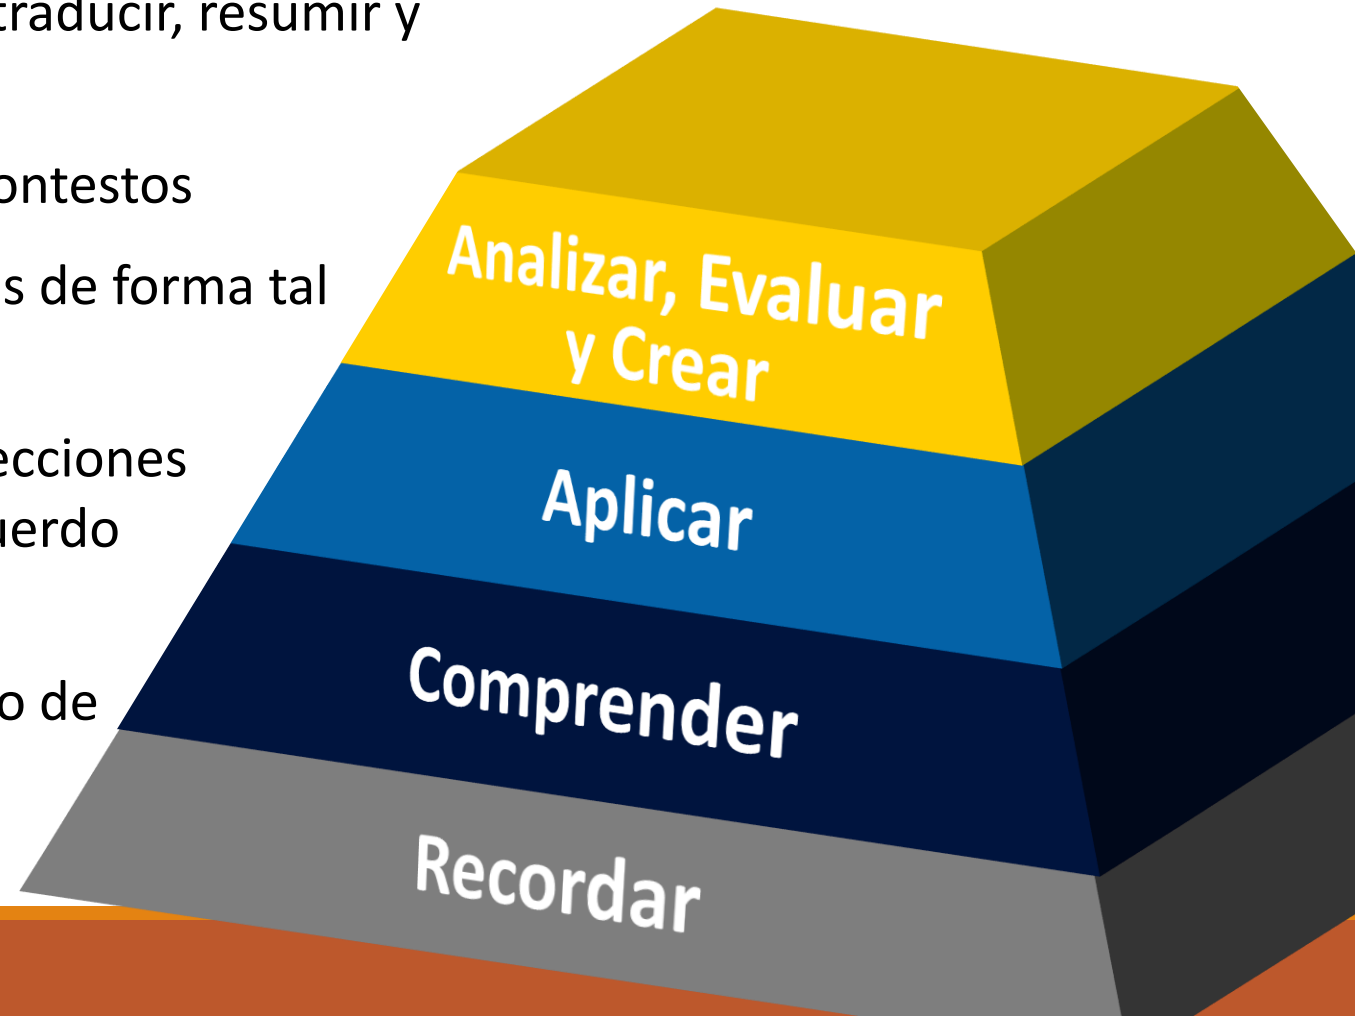 traducir, resumir y
ontestos
s de forma tal
ecciones
uerdo
o de
Analizar, Evaluar
y Crear
Aplicar
Comprender
Recordar